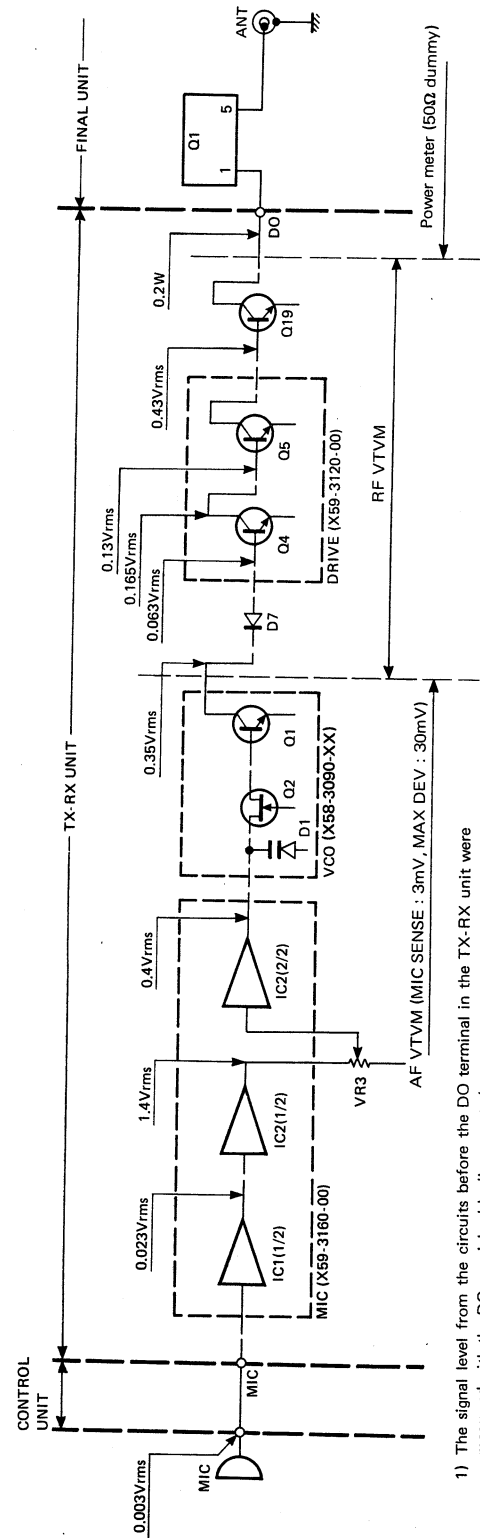 TX-RX UNIT
FINAL UNIT
CONTROL
UNIT
0.003Vrms
MIC
MIC
0.023Vrms
1.4Vrms
0.4Vrms
0.35Vrms
0.063Vrms
0.165Vrms
0.13Vrms
0.43Vrms
0.2W
IC1(1/2)
IC2(1/2)
IC2(2/2)
MIC (X59-3160-00)
VR3
D1
Q2
Q1
VCO (X58-3090-XX)
D7
Q4
Q5
DRIVE (X59-3120-00)
Q19
DO
Q1
1
5
ANT
AF VTVM (MIC SENSE : 3mV, MAX DEV : 30mV)
RF VTVM
Power meter (50Ω dummy)
1) The signal level from the circuits before the DO terminal in the TX-RX unit were